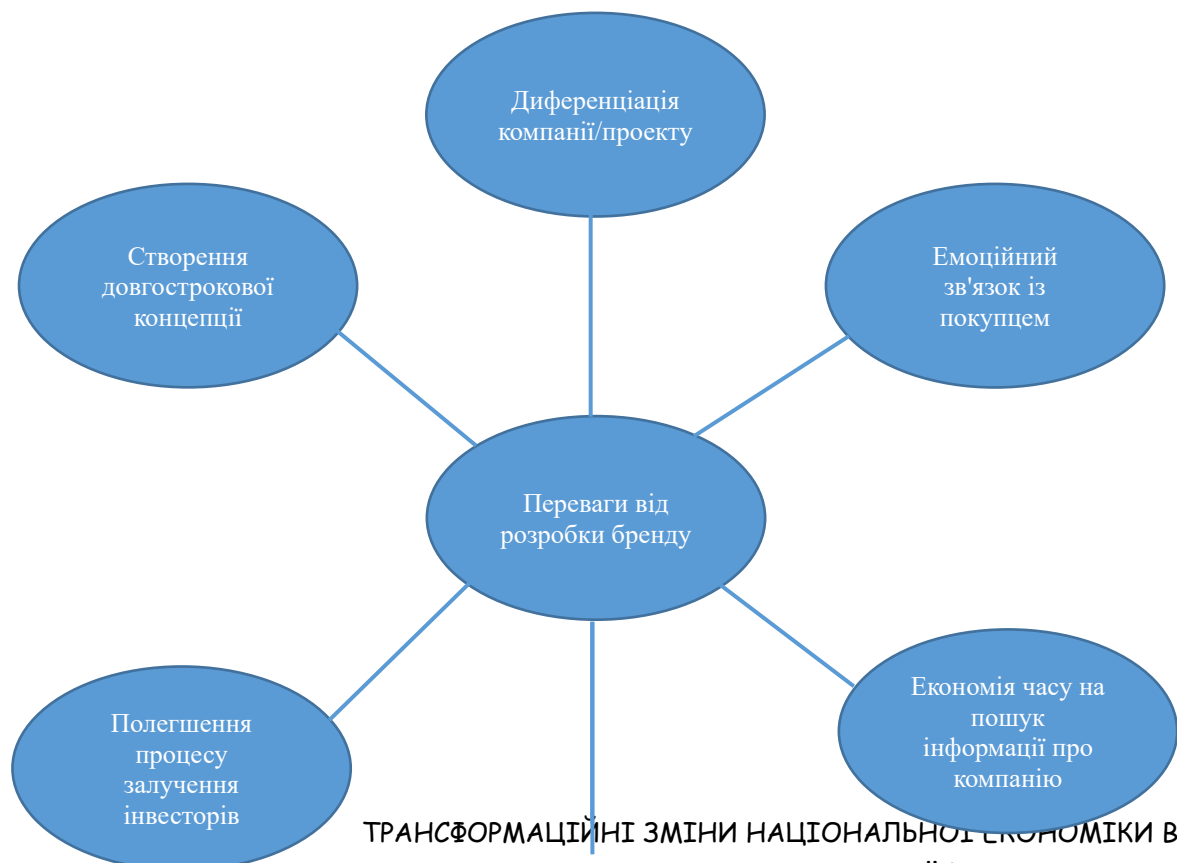 Диференціація
компанії/проекту
Створення
довгострокової
концепції
Емоційний
зв'язок із
покупцем
Переваги від
розробки бренду
Полегшення
процесу
залучення
інвесторів
Економія часу на
пошук
інформації про
компанію
ТРАНСФОРМАЦІЙНІ ЗМІНИ НАЦІОНАЛЬНОЇ ЕКОНОМІКИ В